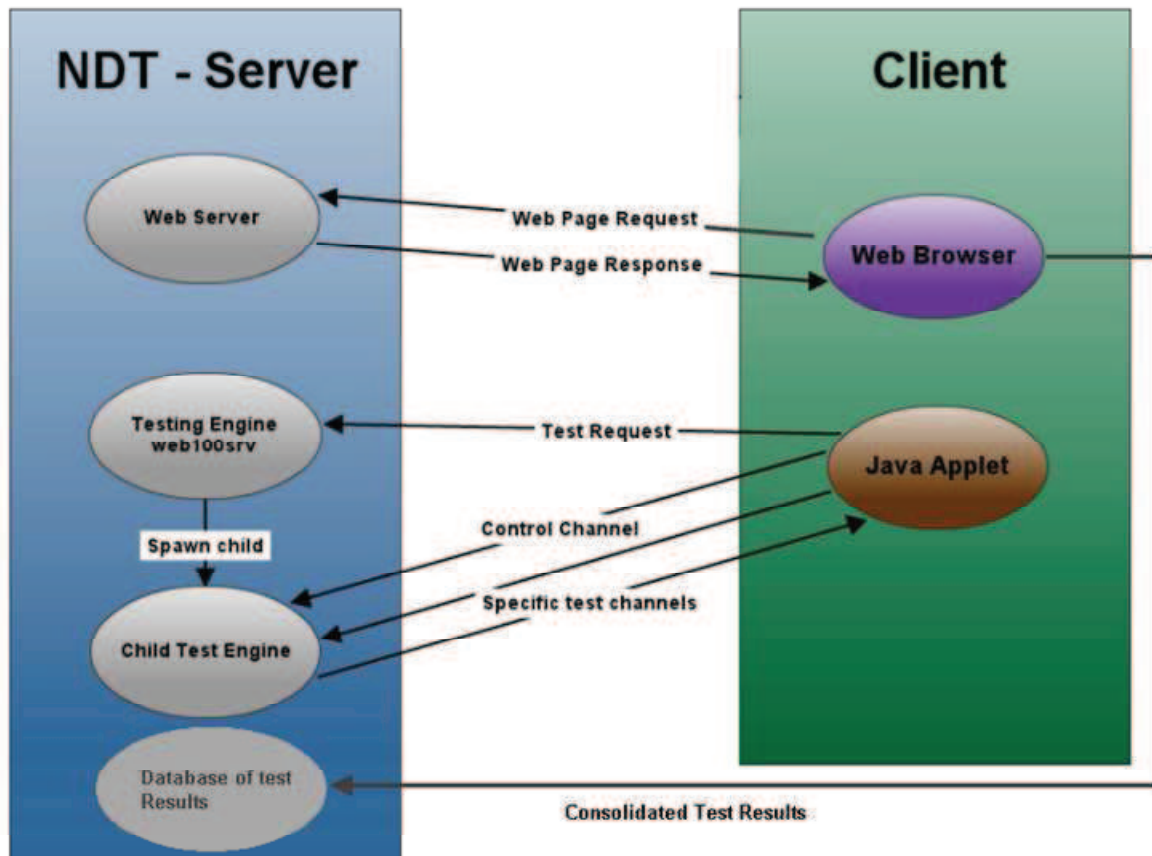 NDT - Server
Client
Web Server
Web Page Request
Web Page Response
Web Browser
Testing Engine
web100srv
Test Request
Java Applet
Spawn child
Control Channel
Specific test channels
Child Test Engine
Database of test
Results
Consolidated Test Results